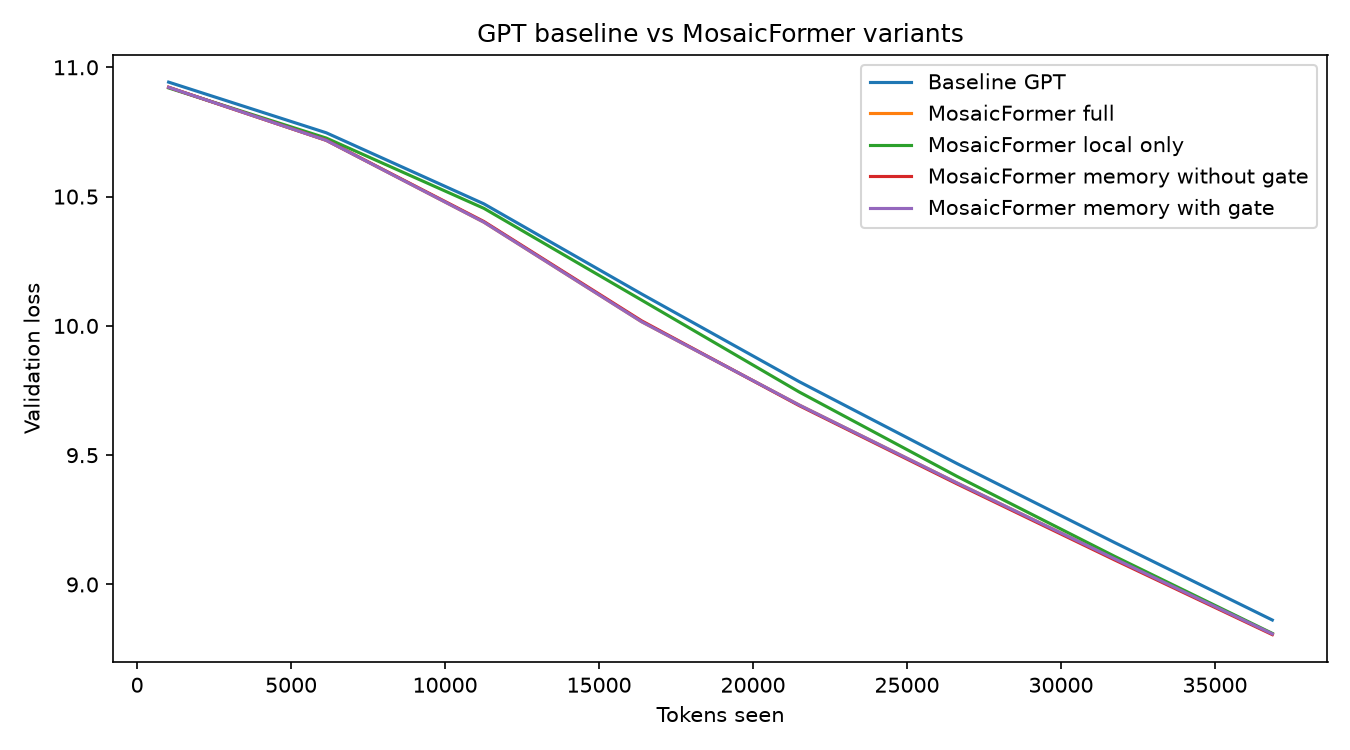 GPT baseline vs MosaicFormer variants
11.0
10.5
10.0
9.5
9.0
Validation loss
Baseline GPT
MosaicFormer full
MosaicFormer local only
MosaicFormer memory without gate
MosaicFormer memory with gate
0 5000 10000 15000 20000 25000 30000 35000
Tokens seen